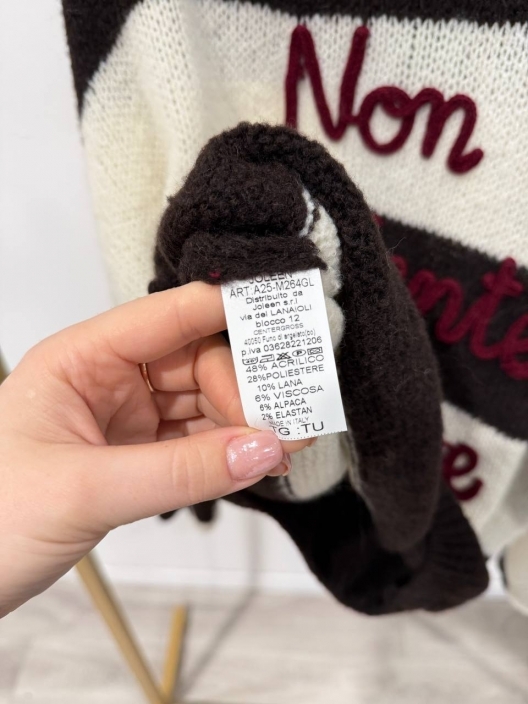 Non
JOLEEN
ART:A25-M264GL
Distribuito da
Joleen s.r.l
via dei LANAIOLI
blocco 12
CENTERGROSS
40050 Funo di argelato(bo)
p.iva 03628221206
48% ACRILICO
28%POLIESTERE
10% LANA
6% VISCOSA
6% ALPACA
2% ELASTAN
MADE IN ITALY
TG :TU